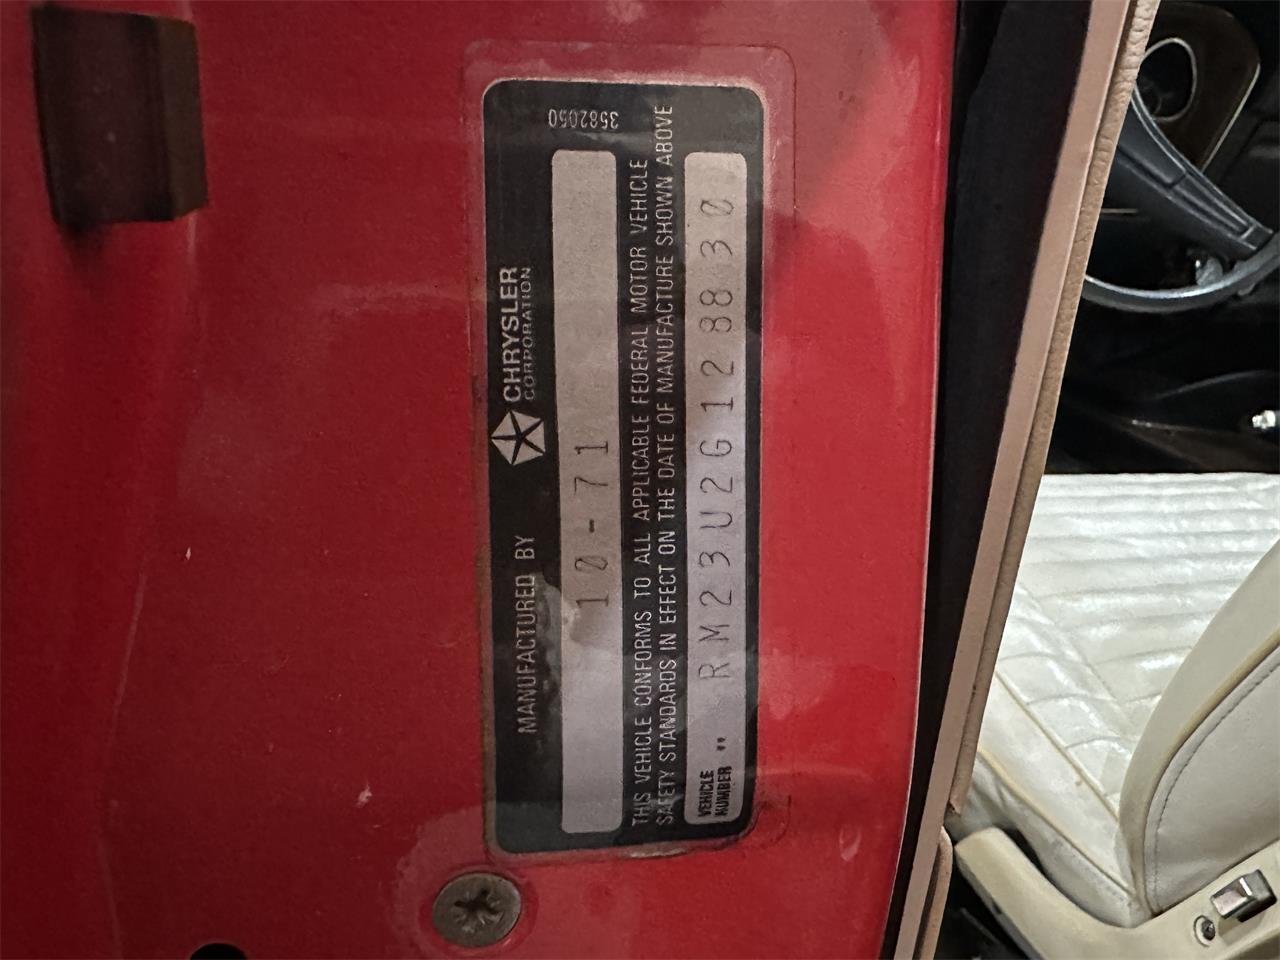 3582050
MANUFACTURED BY CHRYSLER
CORPORATION
10-71
THIS VEHICLE CONFORMS TO ALL APPLICABLE FEDERAL MOTOR VEHICLE
SAFETY STANDARDS IN EFFECT ON THE DATE OF MANUFACTURE SHOWN ABOVE
VEHICLE
NUMBER " RM23U2G128830